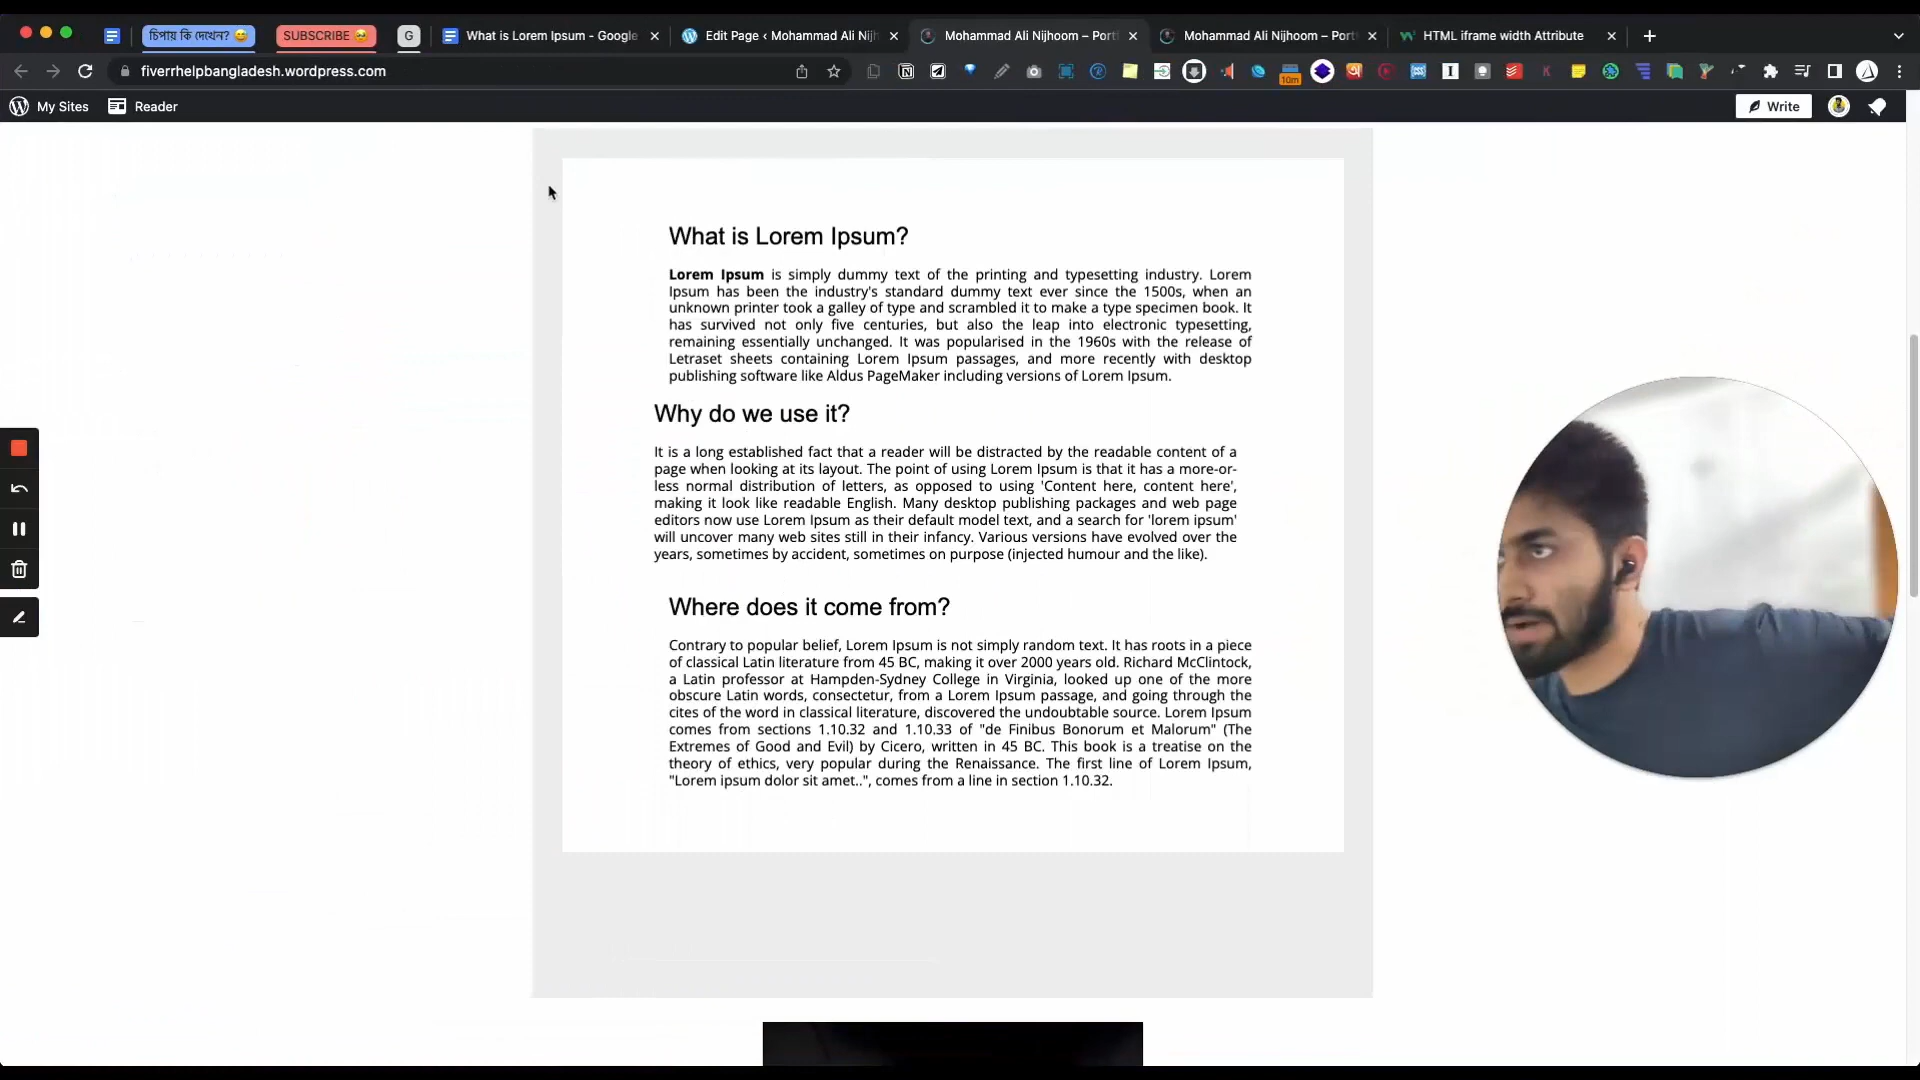 চিপায় কি দেখেন? 😅
SUBSCRIBE 🥹
G
What is Lorem Ipsum - Google
Edit Page ‹ Mohammad Ali Nijh
Mohammad Ali Nijhoom – Port
Mohammad Ali Nijhoom – Port
HTML iframe width Attribute
fiverrhelpbangladesh.wordpress.com
10m
My Sites
Reader
Write
What is Lorem Ipsum?
Lorem Ipsum is simply dummy text of the printing and typesetting industry. Lorem
Ipsum has been the industry's standard dummy text ever since the 1500s, when an
unknown printer took a galley of type and scrambled it to make a type specimen book. It
has survived not only five centuries, but also the leap into electronic typesetting,
remaining essentially unchanged. It was popularised in the 1960s with the release of
Letraset sheets containing Lorem Ipsum passages, and more recently with desktop
publishing software like Aldus PageMaker including versions of Lorem Ipsum.
Why do we use it?
It is a long established fact that a reader will be distracted by the readable content of a
page when looking at its layout. The point of using Lorem Ipsum is that it has a more-or-
less normal distribution of letters, as opposed to using 'Content here, content here',
making it look like readable English. Many desktop publishing packages and web page
editors now use Lorem Ipsum as their default model text, and a search for 'lorem ipsum'
will uncover many web sites still in their infancy. Various versions have evolved over the
years, sometimes by accident, sometimes on purpose (injected humour and the like).
Where does it come from?
Contrary to popular belief, Lorem Ipsum is not simply random text. It has roots in a piece
of classical Latin literature from 45 BC, making it over 2000 years old. Richard McClintock,
a Latin professor at Hampden-Sydney College in Virginia, looked up one of the more
obscure Latin words, consectetur, from a Lorem Ipsum passage, and going through the
cites of the word in classical literature, discovered the undoubtable source. Lorem Ipsum
comes from sections 1.10.32 and 1.10.33 of "de Finibus Bonorum et Malorum" (The
Extremes of Good and Evil) by Cicero, written in 45 BC. This book is a treatise on the
theory of ethics, very popular during the Renaissance. The first line of Lorem Ipsum,
"Lorem ipsum dolor sit amet..", comes from a line in section 1.10.32.